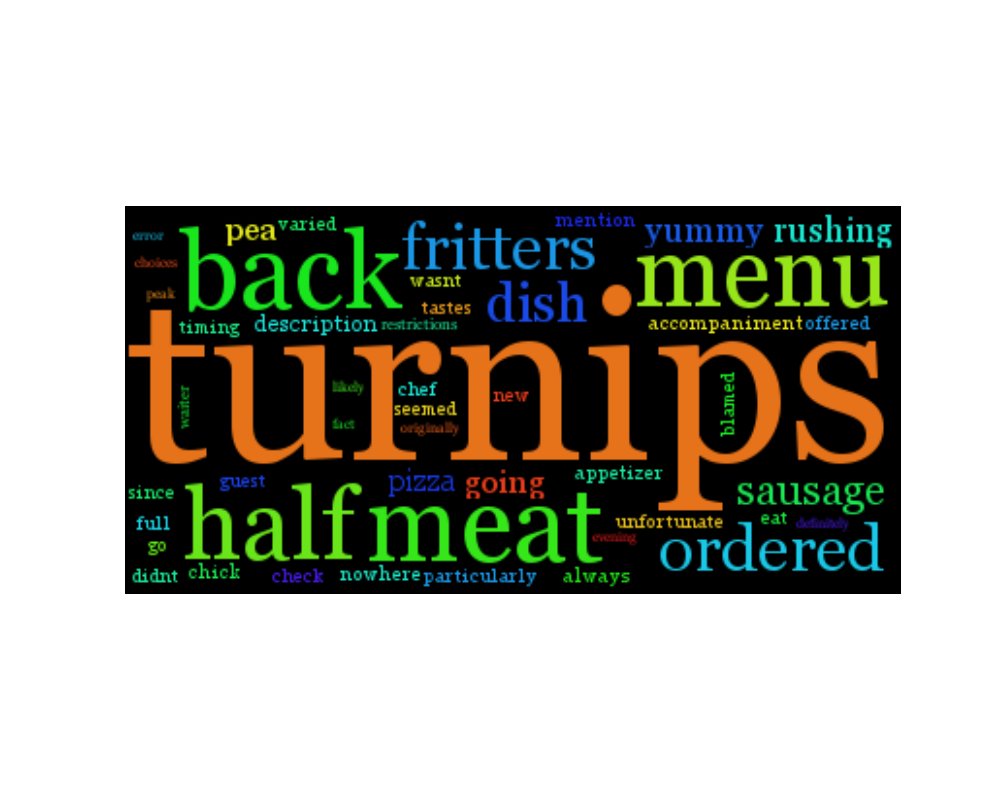 error
pea
varied
mention
yummy
rushing
choices
back
fritters
wasnt
menu
peak
tastes
dish
timing
description
restrictions
accompaniment
offered
turnips
waiter
likely
chef
new
blamed
fact
seemed
originally
since
guest
pizza
going
appetizer
sausage
full
half
meat
unfortunate
eat
definitely
go
evening
ordered
didnt
chick
check
nowhere
particularly
always